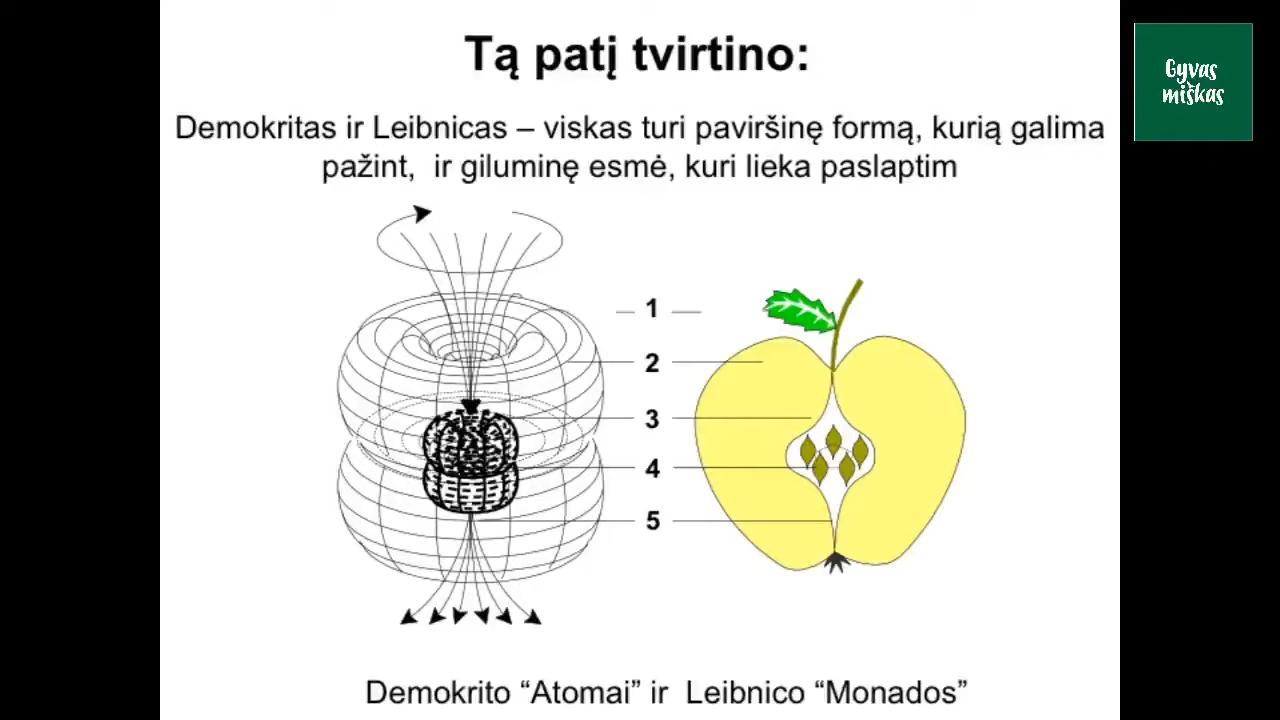 Tą patį tvirtino:
Gyvas
miškas
Demokritas ir Leibnicas – viskas turi paviršinę formą, kurią galima
pažint, ir giluminę esmė, kuri lieka paslaptim
1
2
3
4
5
Demokrito “Atomai” ir Leibnico “Monados”